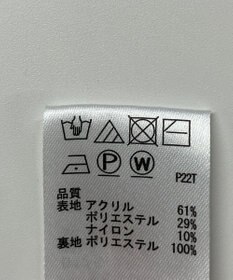 P W
P22T
品質
表地 アクリル 61%
ポリエステル 29%
ナイロン 10%
裏地 ポリエステル 100%